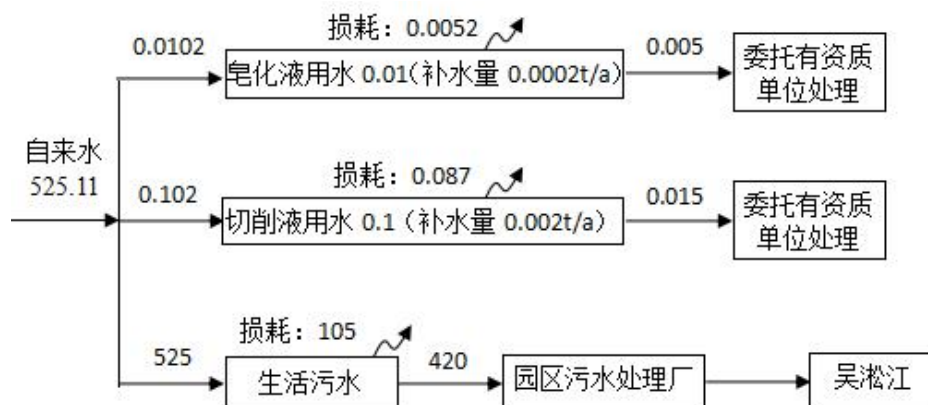 损耗：0.0052
0.0102
皂化液用水 0.01（补水量 0.0002t/a）
0.005
委托有资质
单位处理
自来水
525.11
损耗：0.087
0.102
切削液用水 0.1（补水量 0.002t/a）
0.015
委托有资质
单位处理
损耗：105
525
生活污水
420
园区污水处理厂
吴淞江